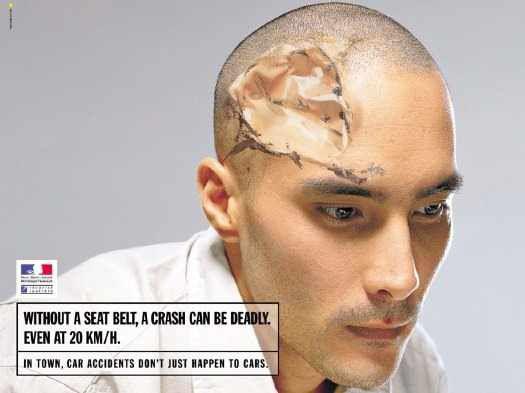 WITHOUT A SEAT BELT, A CRASH CAN BE DEADLY.
EVEN AT 20 KM/H.
IN TOWN, CAR ACCIDENTS DON'T JUST HAPPEN TO CARS.